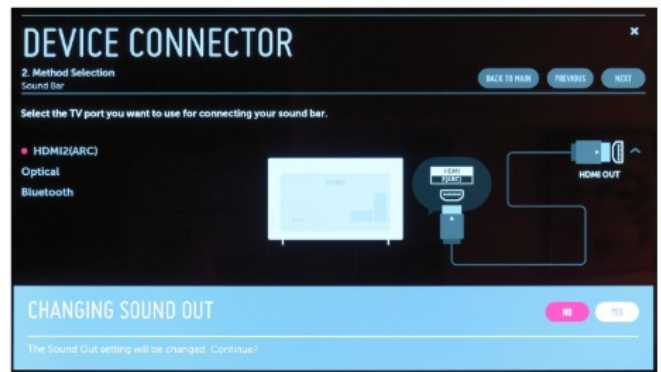 DEVICE CONNECTOR
2. Method Selection
Sound Bar
BACK TO MAIN
PREVIOUS
NEXT
Select the TV port you want to use for connecting your sound bar.
HDMI2(ARC)
Optical
Bluetooth
HDMI
HDMI OUT
CHANGING SOUND OUT
NO
YES
The Sound Out setting will be changed. Continue?